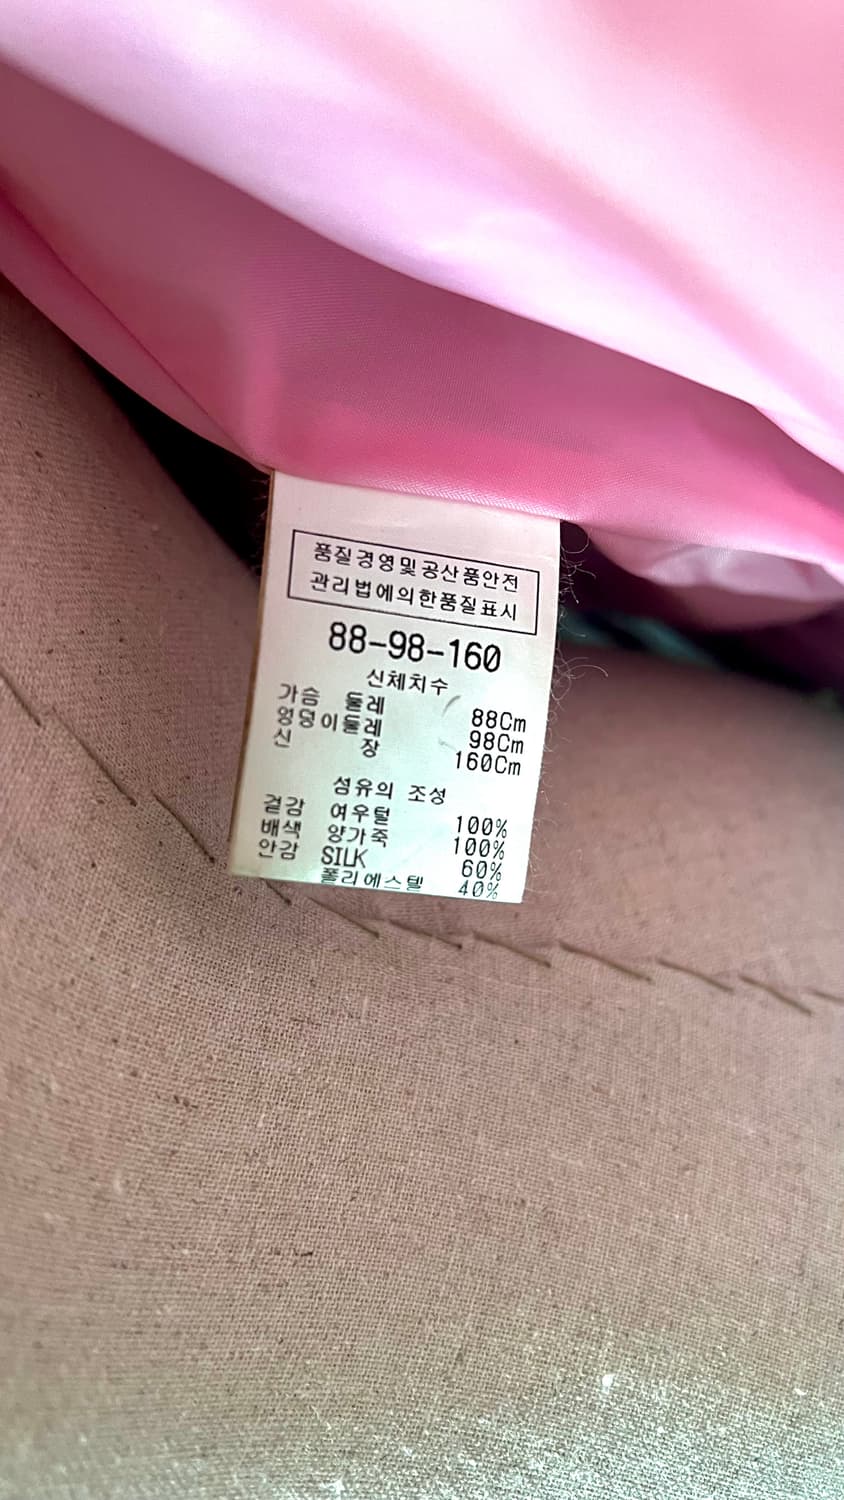 품질경영및공산품안전
관리법에의한품질표시
88-98-160
신체치수
가슴 둘레 88Cm
엉덩이둘레 98Cm
신 장 160Cm
섬유의 조성
겉감 여우털 100%
배색 양가죽 100%
안감 SILK 60%
폴리에스텔 40%